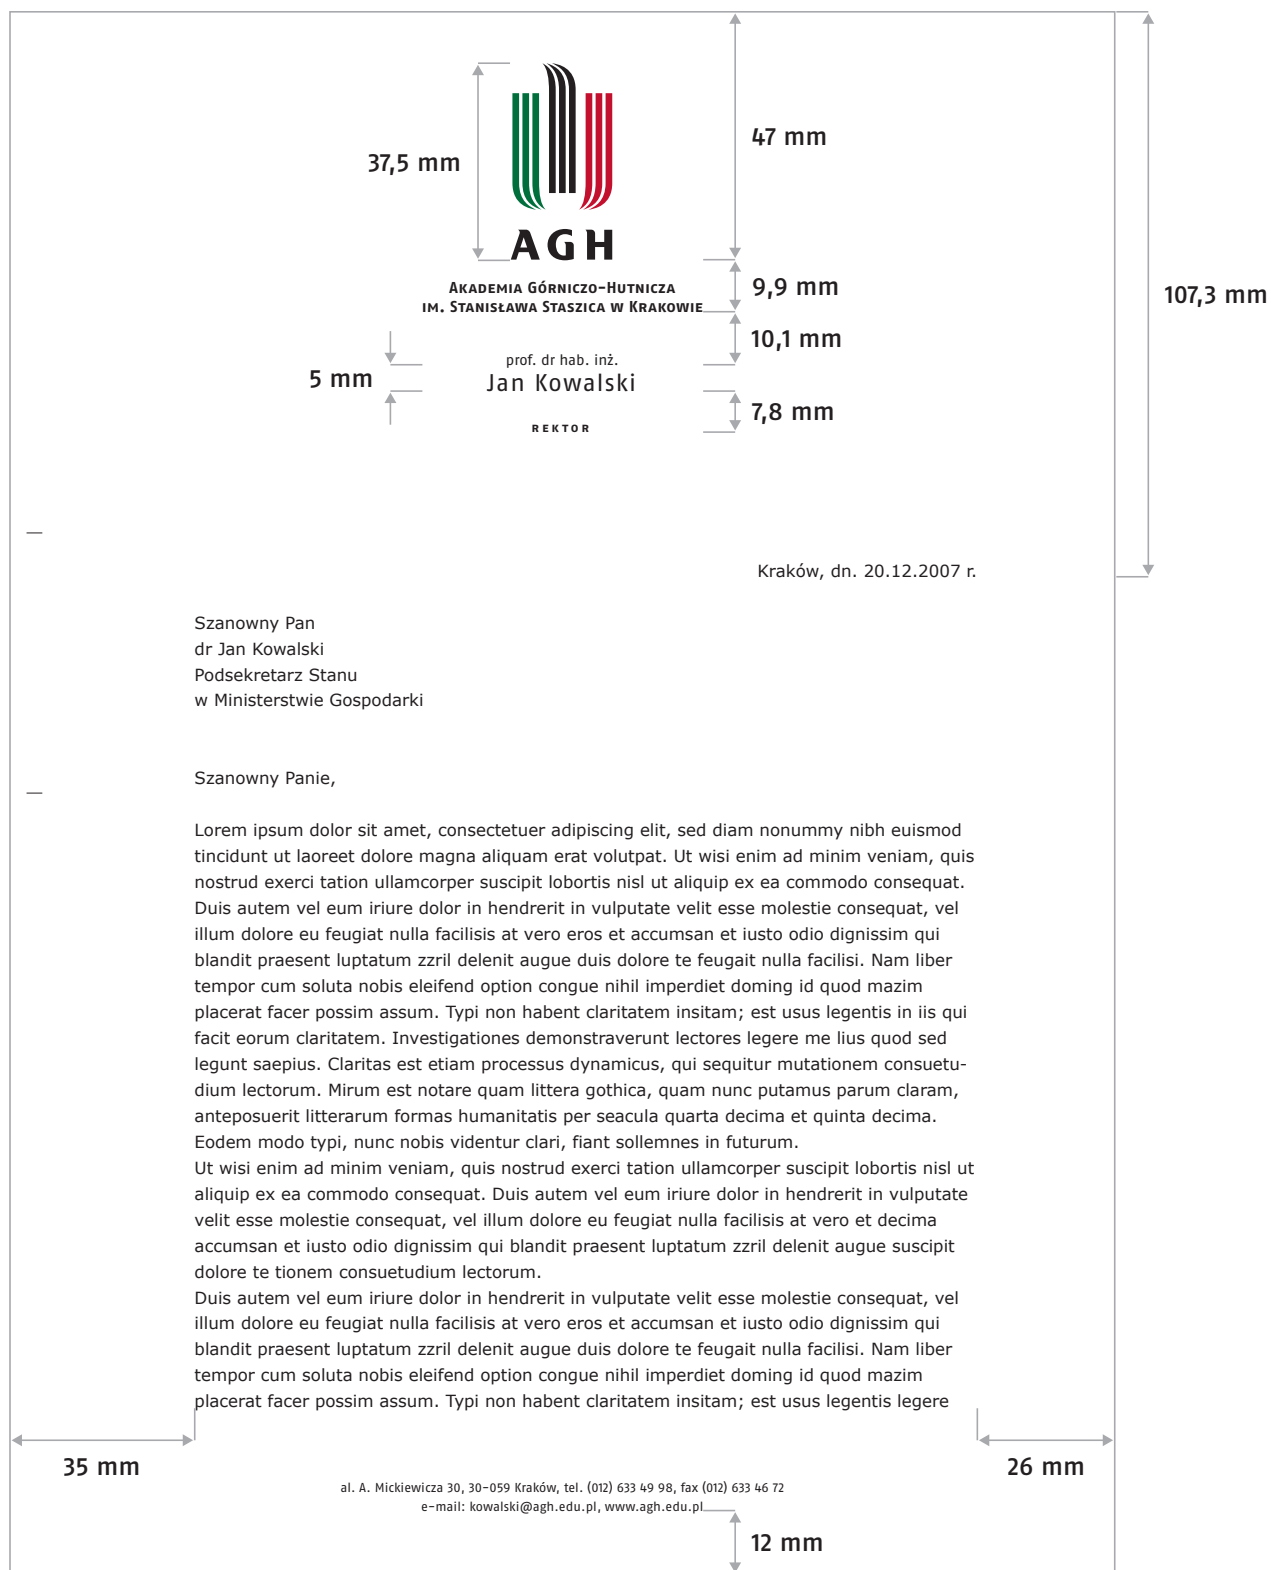 47 mm
37,5 mm
AGH
Akademia Górniczo-Hutnicza
im. Stanisława Staszica w Krakowie
9,9 mm
107,3 mm
10,1 mm
prof. dr hab. inż.
Jan Kowalski
5 mm
7,8 mm
REKTOR
Kraków, dn. 20.12.2007 r.
Szanowny Pan
dr Jan Kowalski
Podsekretarz Stanu
w Ministerstwie Gospodarki
Szanowny Panie,
Lorem ipsum dolor sit amet, consectetuer adipiscing elit, sed diam nonummy nibh euismod
tincidunt ut laoreet dolore magna aliquam erat volutpat. Ut wisi enim ad minim veniam, quis
nostrud exerci tation ullamcorper suscipit lobortis nisl ut aliquip ex ea commodo consequat.
Duis autem vel eum iriure dolor in hendrerit in vulputate velit esse molestie consequat, vel
illum dolore eu feugiat nulla facilisis at vero eros et accumsan et iusto odio dignissim qui
blandit praesent luptatum zzril delenit augue duis dolore te feugait nulla facilisi. Nam liber
tempor cum soluta nobis eleifend option congue nihil imperdiet doming id quod mazim
placerat facer possim assum. Typi non habent claritatem insitam; est usus legentis in iis qui
facit eorum claritatem. Investigationes demonstraverunt lectores legere me lius quod sed
legunt saepius. Claritas est etiam processus dynamicus, qui sequitur mutationem consuetu-
dium lectorum. Mirum est notare quam littera gothica, quam nunc putamus parum claram,
anteposuerit litterarum formas humanitatis per seacula quarta decima et quinta decima.
Eodem modo typi, nunc nobis videntur clari, fiant sollemnes in futurum.
Ut wisi enim ad minim veniam, quis nostrud exerci tation ullamcorper suscipit lobortis nisl ut
aliquip ex ea commodo consequat. Duis autem vel eum iriure dolor in hendrerit in vulputate
velit esse molestie consequat, vel illum dolore eu feugiat nulla facilisis at vero et decima
accumsan et iusto odio dignissim qui blandit praesent luptatum zzril delenit augue suscipit
dolore te tionem consuetudium lectorum.
Duis autem vel eum iriure dolor in hendrerit in vulputate velit esse molestie consequat, vel
illum dolore eu feugiat nulla facilisis at vero eros et accumsan et iusto odio dignissim qui
blandit praesent luptatum zzril delenit augue duis dolore te feugait nulla facilisi. Nam liber
tempor cum soluta nobis eleifend option congue nihil imperdiet doming id quod mazim
placerat facer possim assum. Typi non habent claritatem insitam; est usus legentis legere
35 mm
26 mm
al. A. Mickiewicza 30, 30-059 Kraków, tel. (012) 633 49 98, fax (012) 633 46 72
e-mail: kowalski@agh.edu.pl, www.agh.edu.pl
12 mm